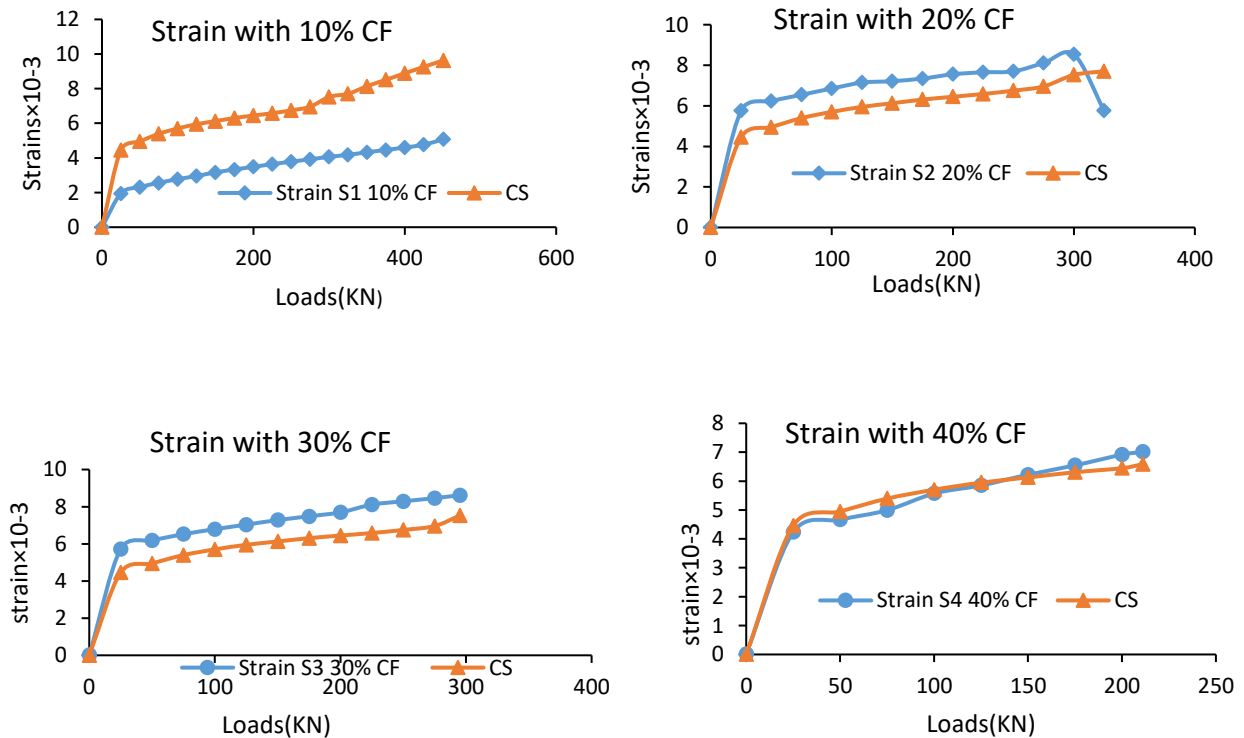 Strain with 10% CF
Strains×10-3
12
10
8
6
4
2
0
Strain S1 10% CF CS
0 200 400 600
Loads(KN)
Strain with 20% CF
Strains×10-3
10
8
6
4
2
0
Strain S2 20% CF CS
0 100 200 300 400
Loads(KN)
Strain with 30% CF
strain×10-3
10
8
6
4
2
0
Strain S3 30% CF CS
0 100 200 300 400
Loads(KN)
Strain with 40% CF
strain×10-3
8
7
6
5
4
3
2
1
0
Strain S4 40% CF CS
0 50 100 150 200 250
Loads(KN)